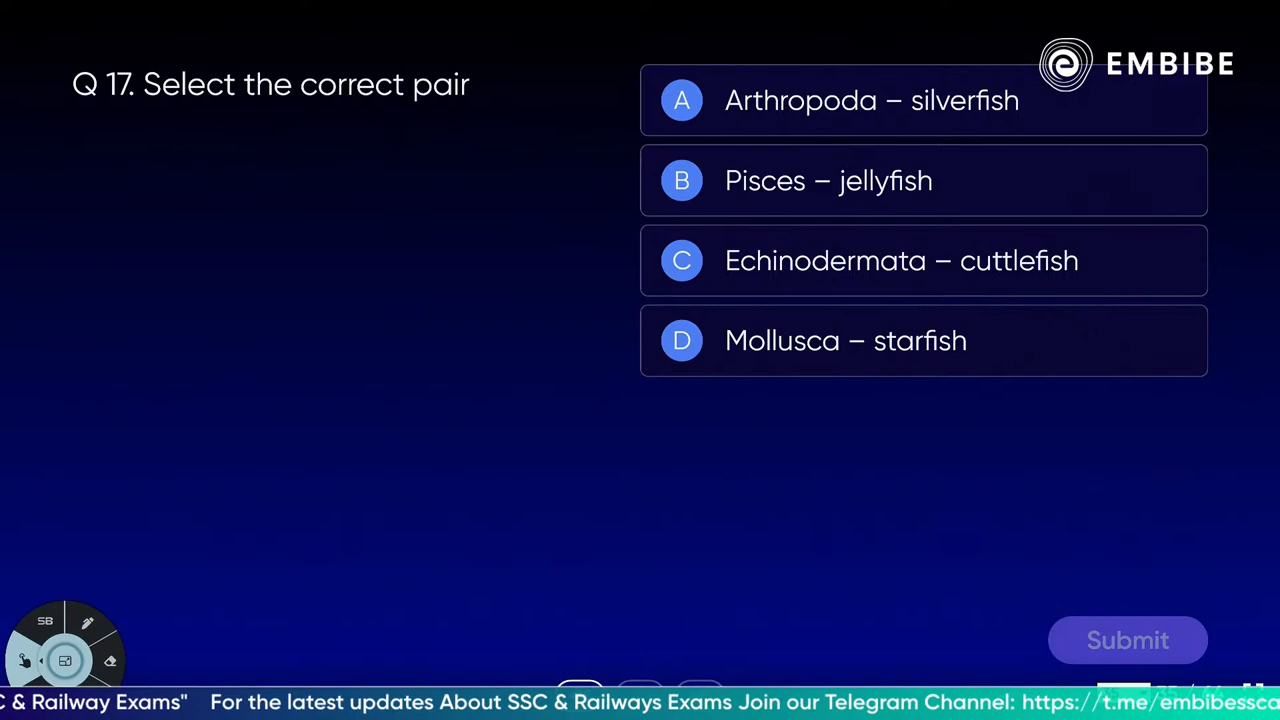 EMBIBE
Q 17. Select the correct pair
A Arthropoda – silverfish
B Pisces – jellyfish
C Echinodermata – cuttlefish
D Mollusca – starfish
SB
Submit
C & Railway Exams" For the latest updates About SSC & Railways Exams Join our Telegram Channel: https://t.me/embibessca